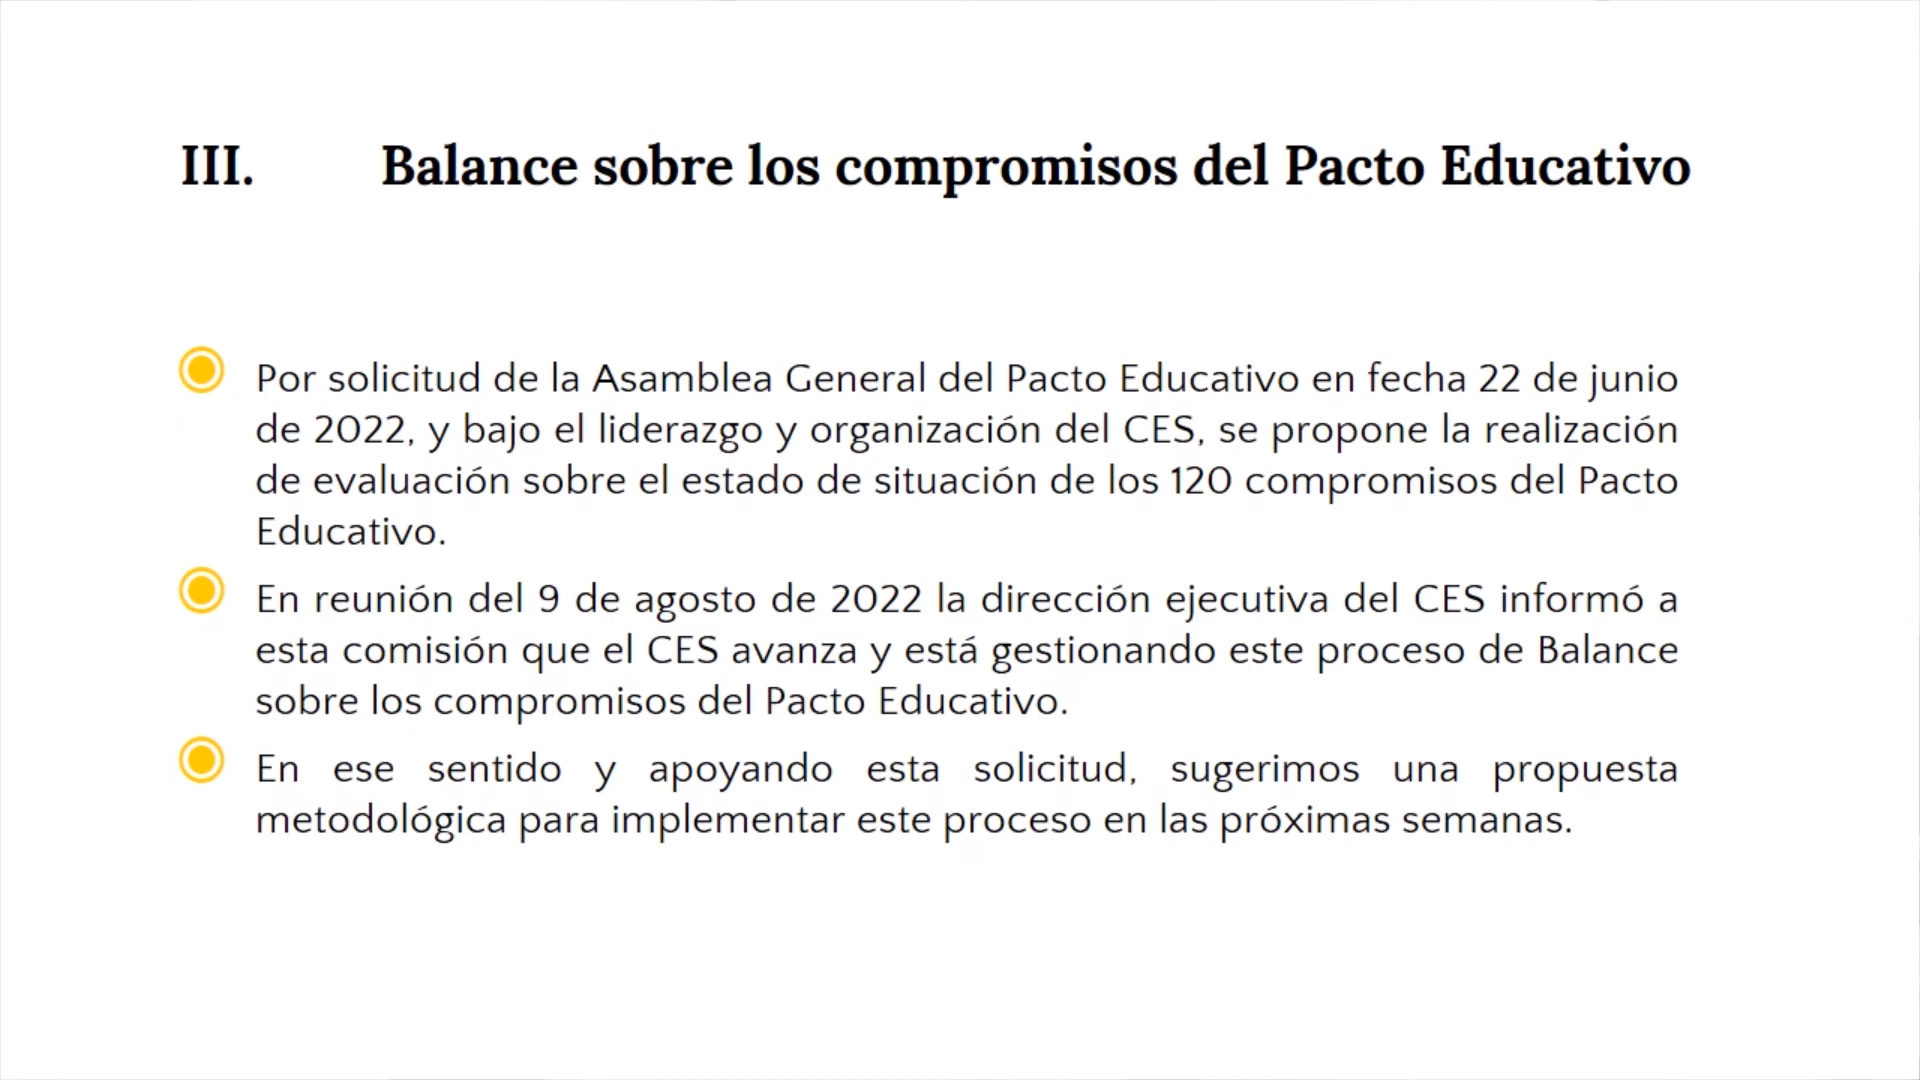 III. Balance sobre los compromisos del Pacto Educativo
Por solicitud de la Asamblea General del Pacto Educativo en fecha 22 de junio
de 2022, y bajo el liderazgo y organización del CES, se propone la realización
de evaluación sobre el estado de situación de los 120 compromisos del Pacto
Educativo.
En reunión del 9 de agosto de 2022 la dirección ejecutiva del CES informó a
esta comisión que el CES avanza y está gestionando este proceso de Balance
sobre los compromisos del Pacto Educativo.
En ese sentido y apoyando esta solicitud, sugerimos una propuesta
metodológica para implementar este proceso en las próximas semanas.